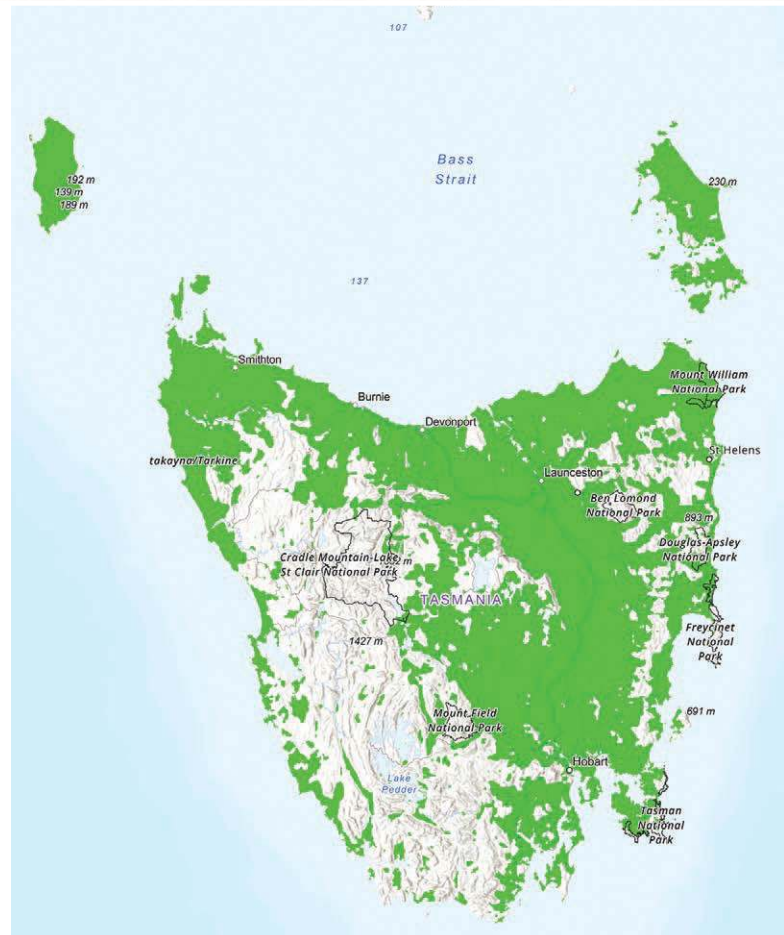 107
Bass
Strait
192 m
139 m
189 m
230 m
137
Smithton
Mount William
National Park
Burnie
Devonport
St Helens
takayna/Tarkine
Launceston
Ben Lomond
National Park
893 m
Douglas-Apsley
National Park
Cradle Mountain-Lake
St Clair National Park
TASMANIA
Freycinet
National
Park
1427 m
691 m
Mount Field
National Park
Hobart
Lake
Pedder
Tasman
National
Park